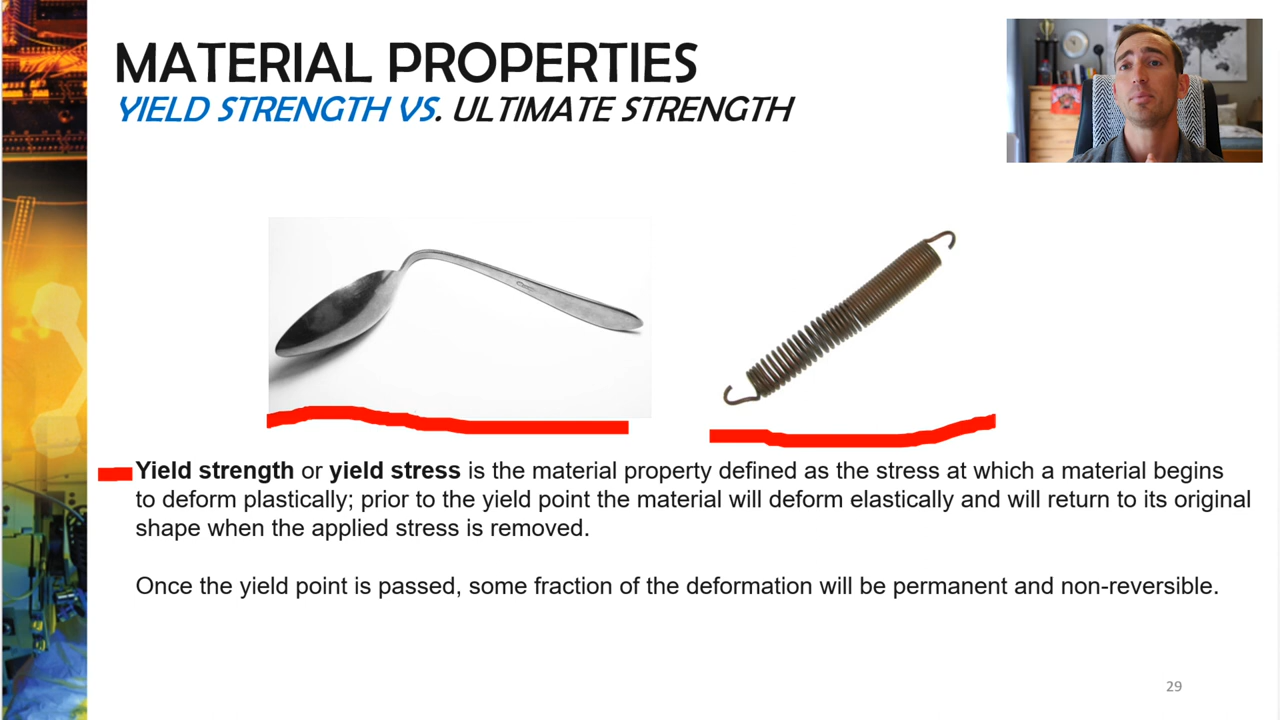 MATERIAL PROPERTIES
YIELD STRENGTH VS. ULTIMATE STRENGTH
Yield strength or yield stress is the material property defined as the stress at which a material begins
to deform plastically; prior to the yield point the material will deform elastically and will return to its original
shape when the applied stress is removed.
Once the yield point is passed, some fraction of the deformation will be permanent and non-reversible.
29